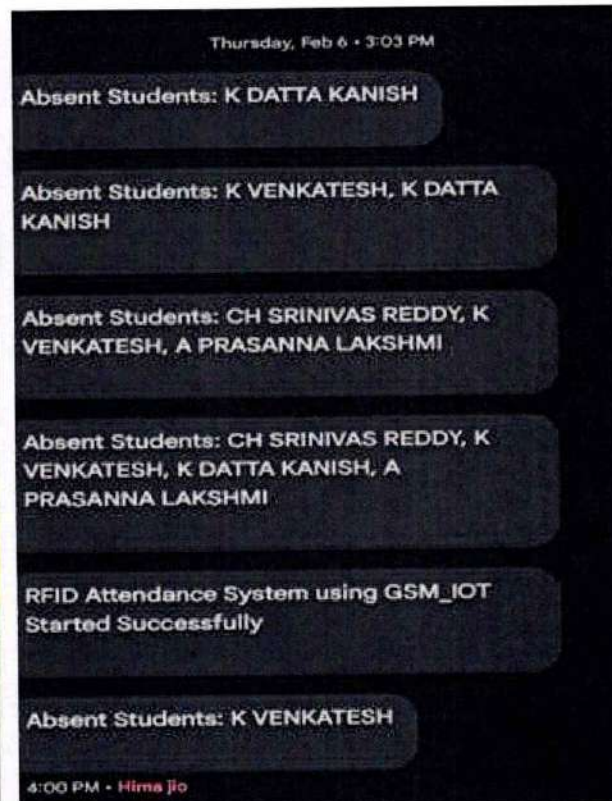 Thursday, Feb 6 • 3:03 PM
Absent Students: K DATTA KANISH
Absent Students: K VENKATESH, K DATTA
KANISH
Absent Students: CH SRINIVAS REDDY, K
VENKATESH, A PRASANNA LAKSHMI
Absent Students: CH SRINIVAS REDDY, K
VENKATESH, K DATTA KANISH, A
PRASANNA LAKSHMI
RFID Attendance System using GSM_IOT
Started Successfully
Absent Students: K VENKATESH
4:00 PM • Hima jio